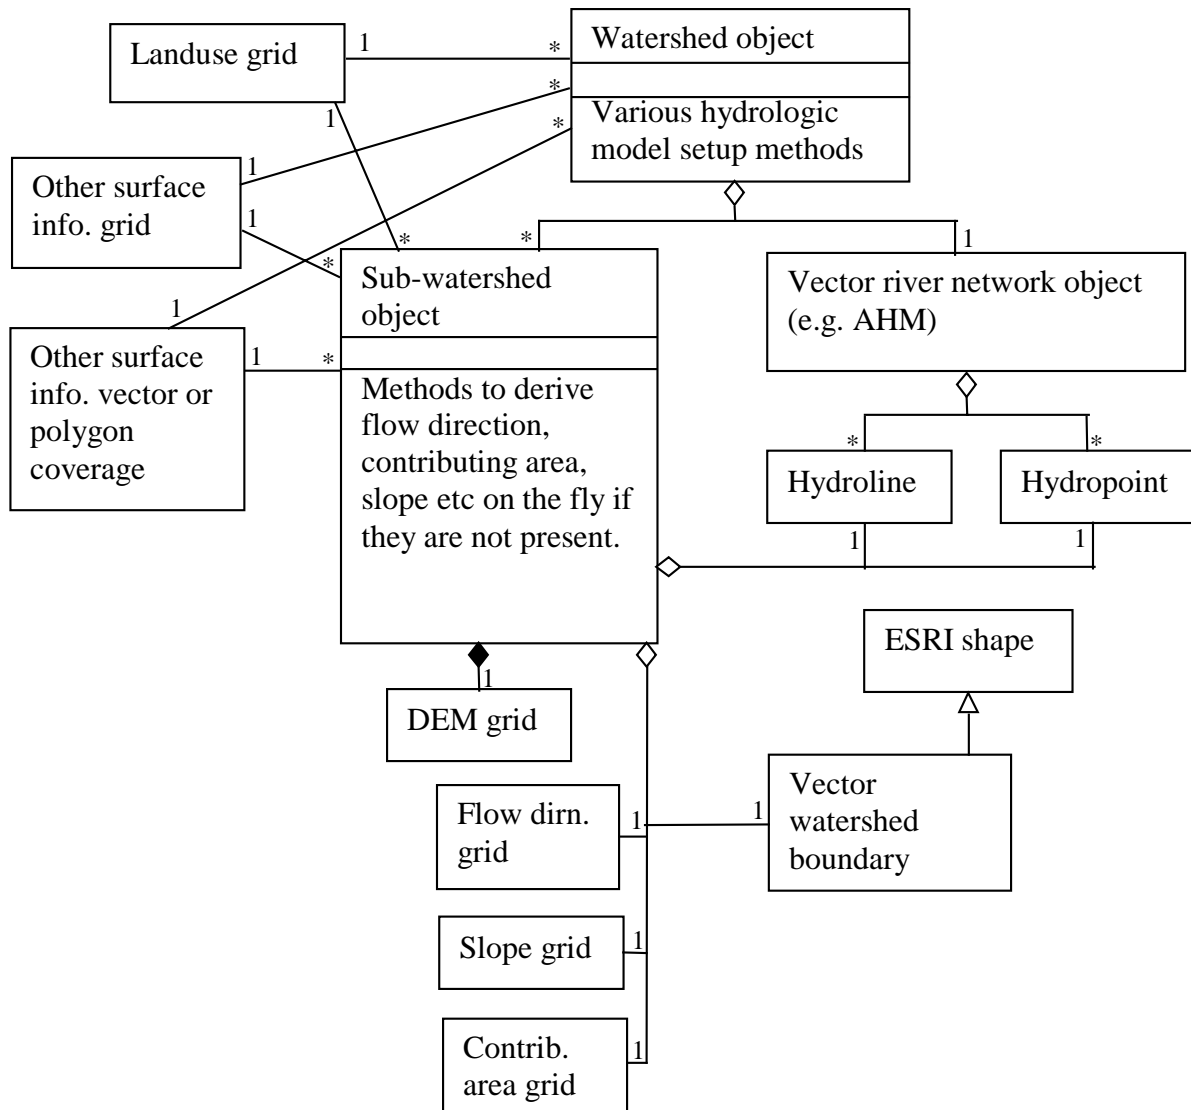 Landuse grid
1
*
Watershed object
*
1
*
Various hydrologic
model setup methods
1
Other surface
info. grid
1
*
*
*
1
Sub-watershed
object
Vector river network object
(e.g. AHM)
1
Other surface
info. vector or
polygon
coverage
1
*
Methods to derive
flow direction,
contributing area,
slope etc on the fly if
they are not present.
*
*
Hydroline
Hydropoint
1
1
ESRI shape
1
DEM grid
Flow dirn.
grid
1
1
Vector
watershed
boundary
Slope grid
1
Contrib.
area grid
1